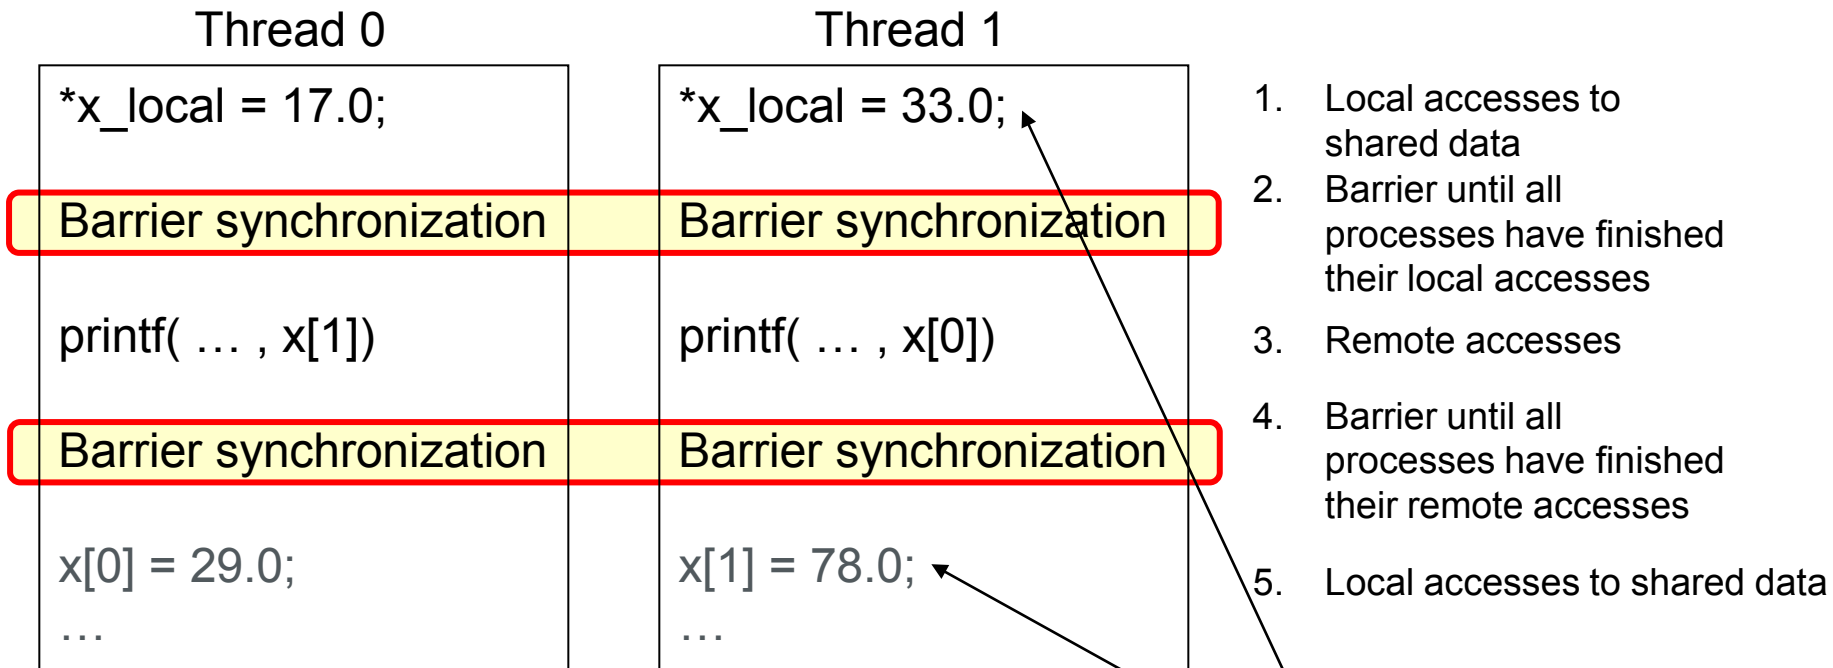 Thread 0
*x_local = 17.0;
Barrier synchronization
printf( … , x[1])
Barrier synchronization
x[0] = 29.0;
…
Thread 1
*x_local = 33.0;
Barrier synchronization
printf( … , x[0])
Barrier synchronization
x[1] = 78.0;
…
1. Local accesses to
shared data
2. Barrier until all
processes have finished
their local accesses
3. Remote accesses
4. Barrier until all
processes have finished
their remote accesses
5. Local accesses to shared data